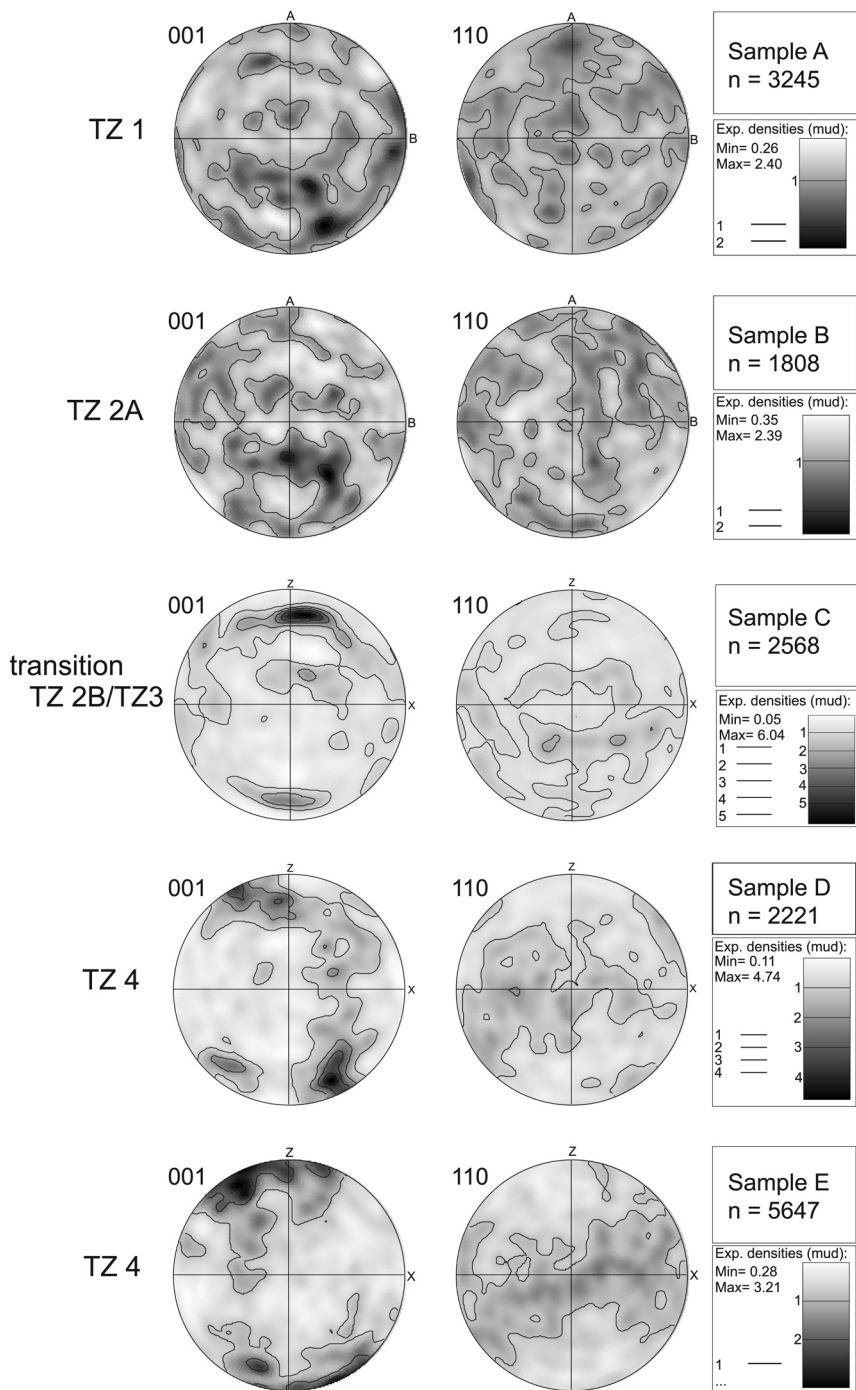 001
110
A
B
A
B
TZ 1
Sample A
n = 3245
Exp. densities (mud):
Min= 0.26
Max= 2.40
1
1
2
001
110
A
B
A
B
TZ 2A
Sample B
n = 1808
Exp. densities (mud):
Min= 0.35
Max= 2.39
1
1
2
001
110
Z
X
Z
X
transition
TZ 2B/TZ3
Sample C
n = 2568
Exp. densities (mud):
Min= 0.05
Max= 6.04
1
2
3
4
5
1
2
3
4
5
001
110
Z
X
Z
X
TZ 4
Sample D
n = 2221
Exp. densities (mud):
Min= 0.11
Max= 4.74
1
2
3
4
1
2
3
4
001
110
Z
X
Z
X
TZ 4
Sample E
n = 5647
Exp. densities (mud):
Min= 0.28
Max= 3.21
1
2
1
...